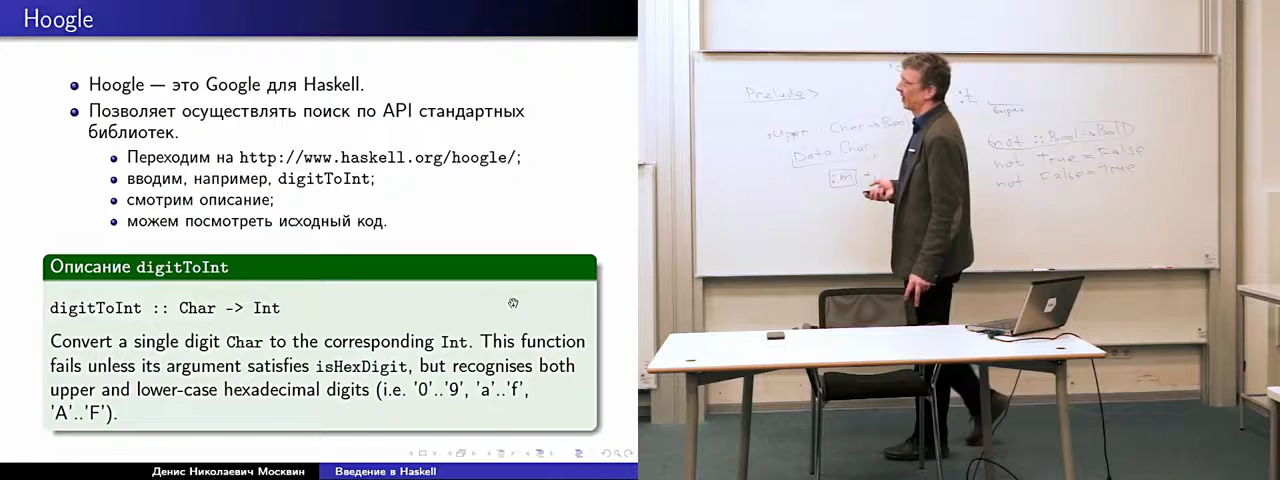 Hoogle
Hoogle — это Google для Haskell.
Позволяет осуществлять поиск по API стандартных
библиотек.
Переходим на http://www.haskell.org/hoogle/;
вводим, например, digitToInt;
смотрим описание;
можем посмотреть исходный код.
Описание digitToInt
digitToInt :: Char -> Int
Convert a single digit Char to the corresponding Int. This function
fails unless its argument satisfies isHexDigit, but recognises both
upper and lower-case hexadecimal digits (i.e. '0'..'9', 'a'..'f',
'A'..'F').
Денис Николаевич Москвин
Введение в Haskell
Prelude>
Char → Bool
Data Char
:m +
:t
not :: Bool → Bool
not True = False
not False = True